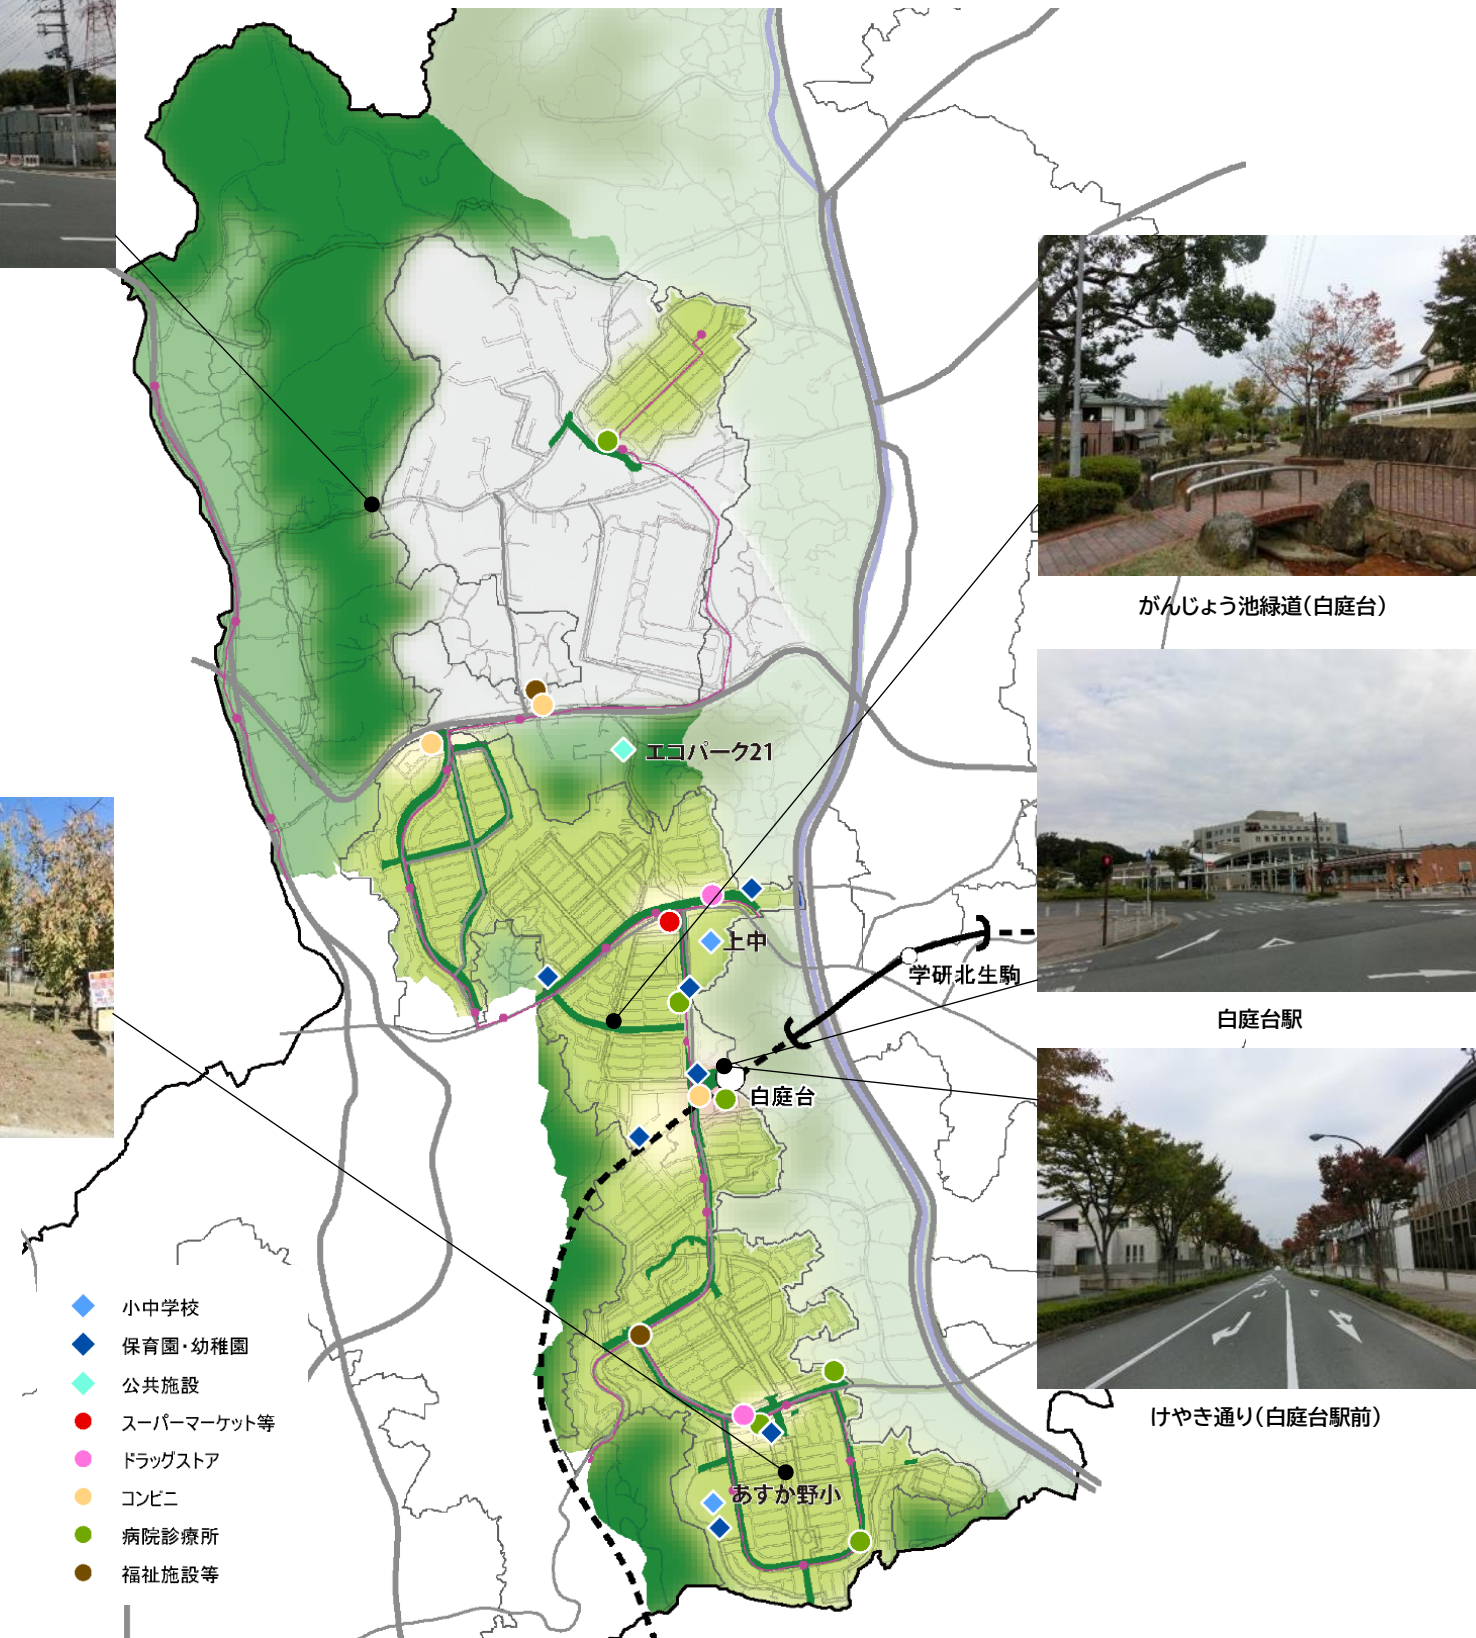 がんじょう池緑道（白庭台）
エコパーク21
上中
学研北生駒
白庭台駅
白庭台
小中学校
保育園・幼稚園
公共施設
スーパーマーケット等
ドラッグストア
コンビニ
病院診療所
福祉施設等
けやき通り（白庭台駅前）
あすか野小